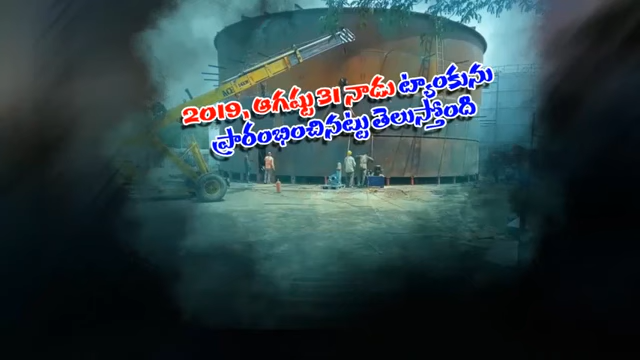 2019, ఆగష్టు 31 నాడు ట్యాంకును
ప్రారంభించినట్టు తెలుస్తోంది